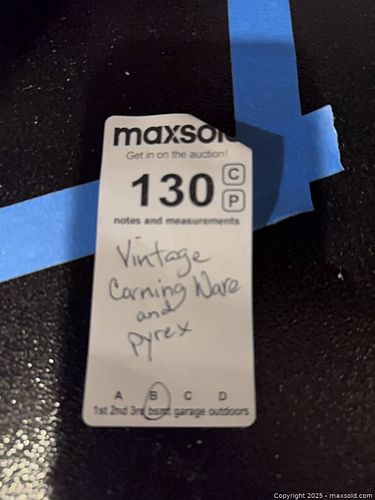 maxsold
Get in on the auction!
130
C
P
notes and measurements
Vintage
Corning Ware
and
Pyrex
A B C D
1st 2nd 3rd bsmt garage outdoors
Copyright © 2025 - maxsold.com